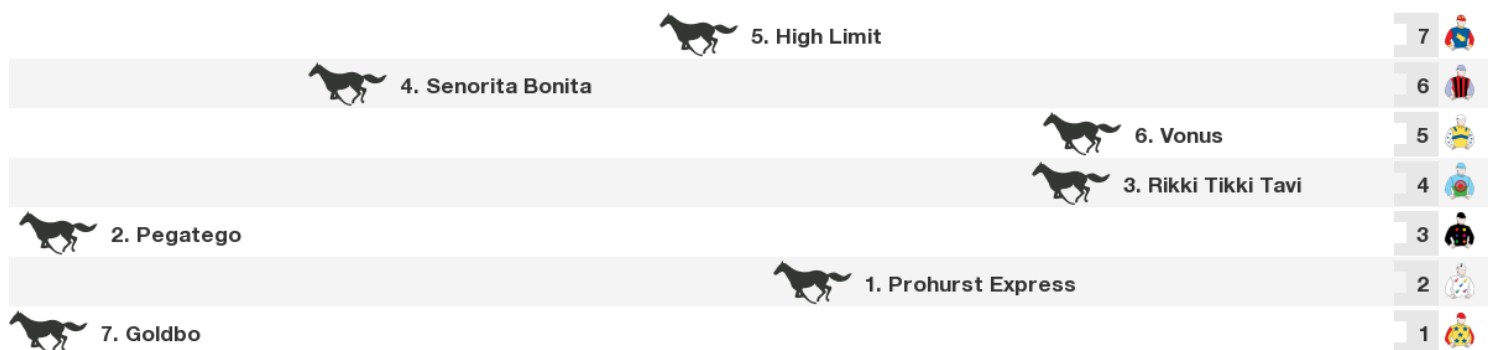 5. High Limit 7
4. Senorita Bonita 6
6. Vonus 5
3. Rikki Tikki Tavi 4
2. Pegatego 3
1. Prohurst Express 2
7. Goldbo 1